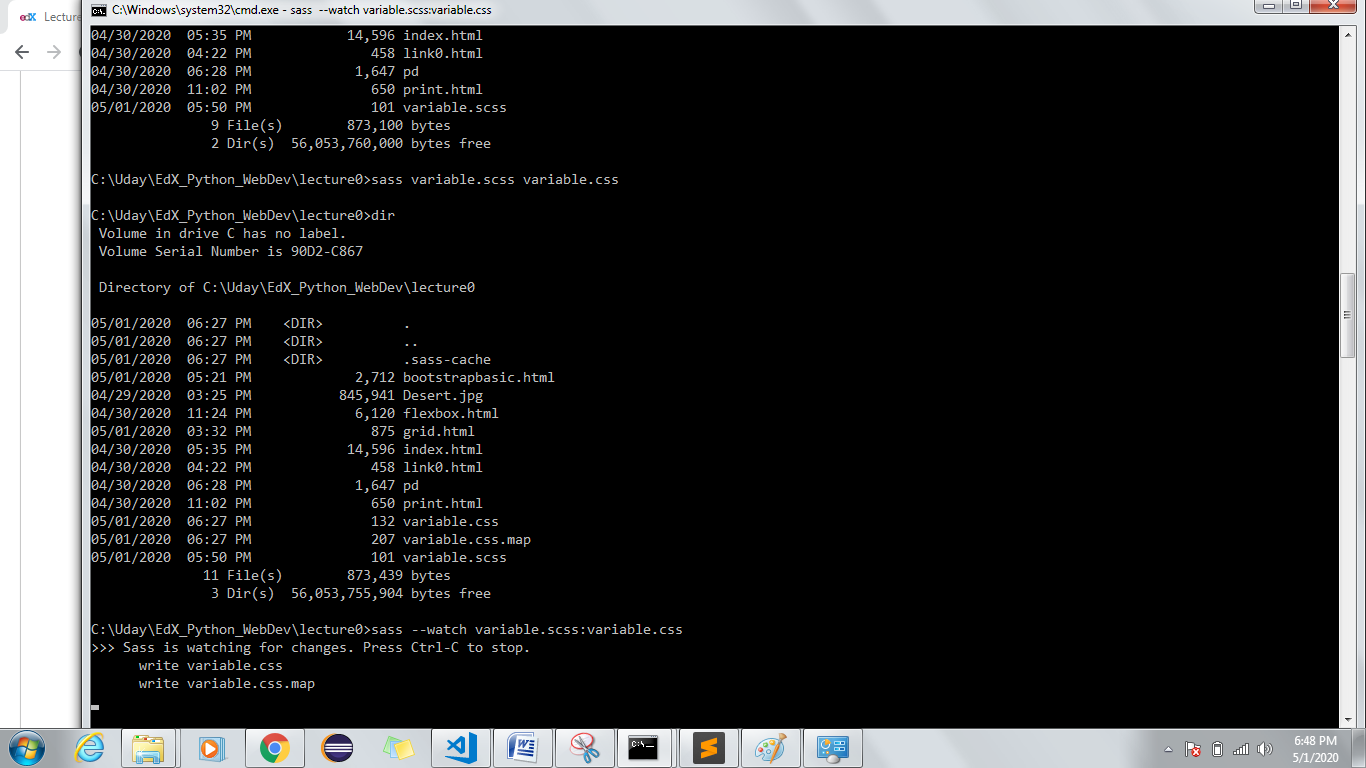 edX Lecture
C:\Windows\system32\cmd.exe - sass  --watch variable.scss:variable.css
04/30/2020  05:35 PM            14,596 index.html
04/30/2020  04:22 PM               458 link0.html
04/30/2020  06:28 PM             1,647 pd
04/30/2020  11:02 PM               650 print.html
05/01/2020  05:50 PM               101 variable.scss
               9 File(s)        873,100 bytes
               2 Dir(s)  56,053,760,000 bytes free
C:\Uday\EdX_Python_WebDev\lecture0>sass variable.scss variable.css
C:\Uday\EdX_Python_WebDev\lecture0>dir
 Volume in drive C has no label.
 Volume Serial Number is 90D2-C867
 Directory of C:\Uday\EdX_Python_WebDev\lecture0
05/01/2020  06:27 PM    <DIR>          .
05/01/2020  06:27 PM    <DIR>          ..
05/01/2020  06:27 PM    <DIR>          .sass-cache
05/01/2020  05:21 PM             2,712 bootstrapbasic.html
04/29/2020  03:25 PM           845,941 Desert.jpg
04/30/2020  11:24 PM             6,120 flexbox.html
05/01/2020  03:32 PM               875 grid.html
04/30/2020  05:35 PM            14,596 index.html
04/30/2020  04:22 PM               458 link0.html
04/30/2020  06:28 PM             1,647 pd
04/30/2020  11:02 PM               650 print.html
05/01/2020  06:27 PM               132 variable.css
05/01/2020  06:27 PM               207 variable.css.map
05/01/2020  05:50 PM               101 variable.scss
              11 File(s)        873,439 bytes
               3 Dir(s)  56,053,755,904 bytes free
C:\Uday\EdX_Python_WebDev\lecture0>sass --watch variable.scss:variable.css
>>> Sass is watching for changes. Press Ctrl-C to stop.
      write variable.css
      write variable.css.map
6:48 PM
5/1/2020